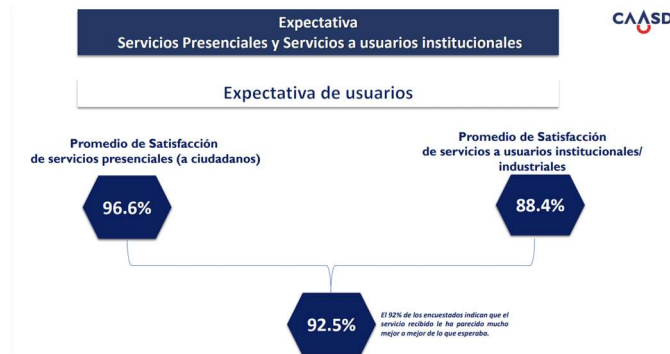 Expectativa
Servicios Presenciales y Servicios a usuarios institucionales
CAASD
Expectativa de usuarios
Promedio de Satisfacción
de servicios presenciales (a ciudadanos)
96.6%
Promedio de Satisfacción
de servicios a usuarios institucionales/
industriales
88.4%
92.5%
El 92% de los encuestados indican que el
servicio recibido le ha parecido mucho
mejor o mejor de lo que esperaba.